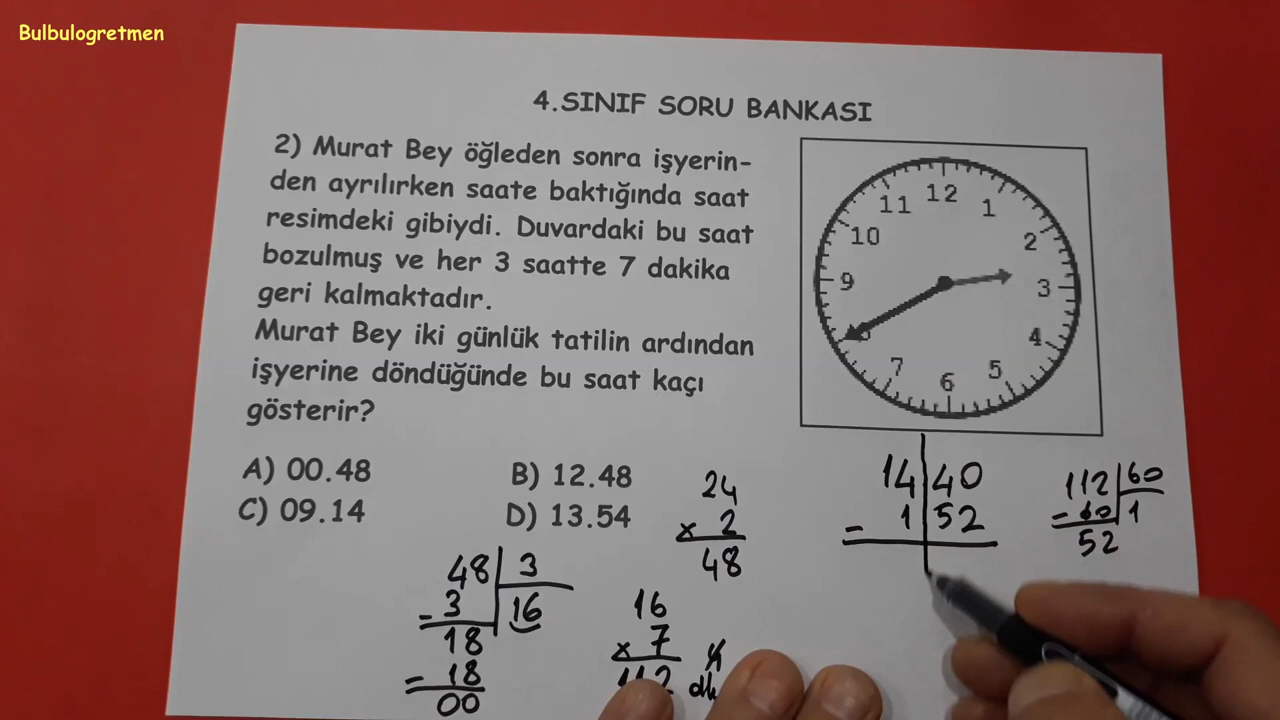 Bulbulogretmen
4.SINIF SORU BANKASI
2) Murat Bey öğleden sonra işyerin-
den ayrılırken saate baktığında saat
resimdeki gibiydi. Duvardaki bu saat
bozulmuş ve her 3 saatte 7 dakika
geri kalmaktadır.
Murat Bey iki günlük tatilin ardından
işyerine döndüğünde bu saat kaçı
gösterir?
A) 00.48
B) 12.48
C) 09.14
D) 13.54
12
1
2
3
4
5
6
7
9
10
11
24
x 2
48
48 3
- 3 16
18
- 18
00
16
x 7
112
14 40
- 1 52
112 60
- 60 1
52